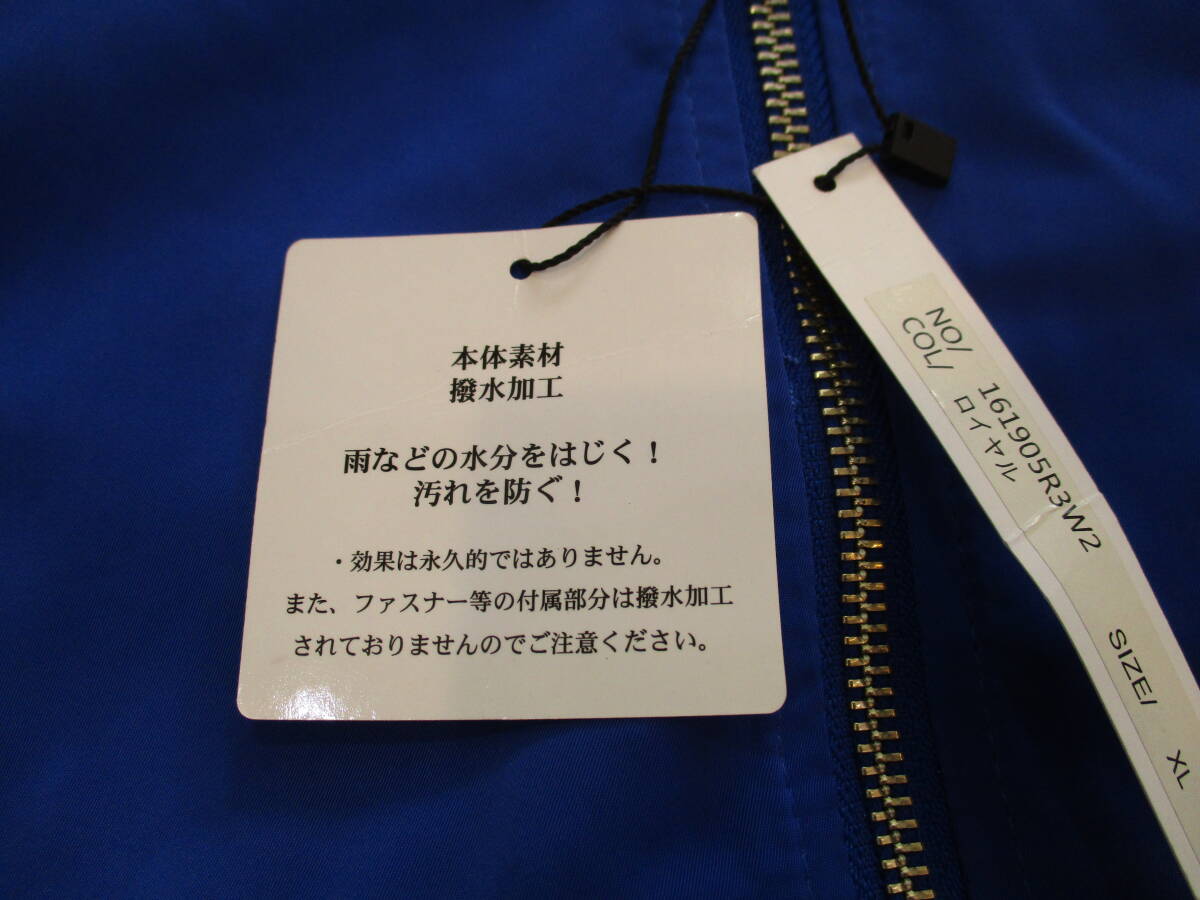 本体素材
撥水加工
雨などの水分をはじく！
汚れを防ぐ！
・効果は永久的ではありません。
また、ファスナー等の付属部分は撥水加工
されておりませんのでご注意ください。
NO/ 161905R3W2
COL/ ロイヤル
SIZE/ XL